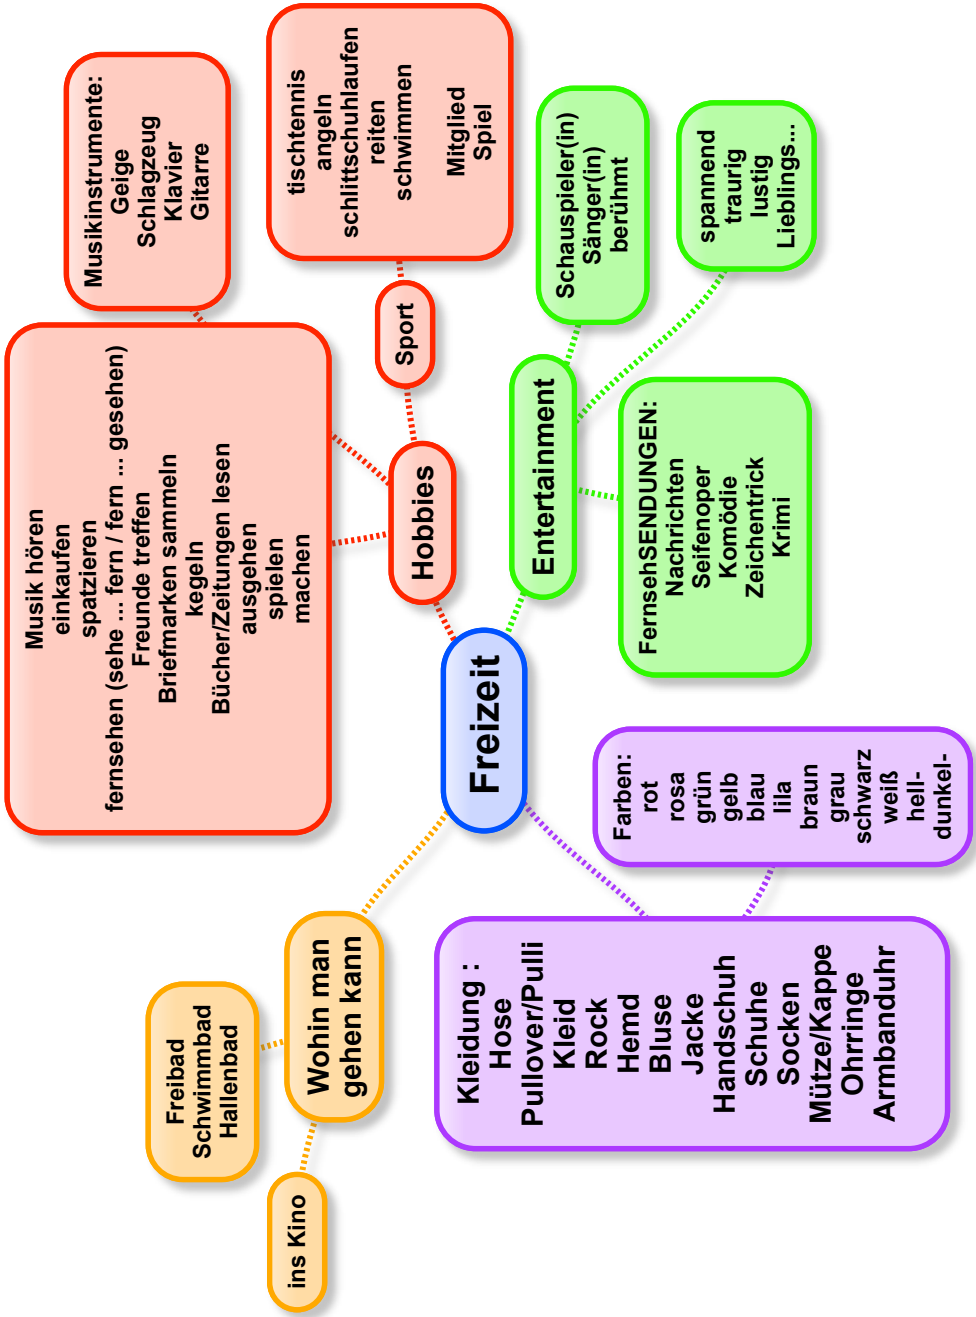 Freizeit
Hobbies
Musik hören
einkaufen
spatzieren
fernsehen (sehe ... fern / fern ... gesehen)
Freunde treffen
Briefmarken sammeln
kegeln
Bücher/Zeitungen lesen
ausgehen
spielen
machen
Musikinstrumente:
Geige
Schlagzeug
Klavier
Gitarre
Sport
tischtennis
angeln
schlittschuhlaufen
reiten
schwimmen
Mitglied
Spiel
Entertainment
Schauspieler(in)
Sänger(in)
berühmt
spannend
traurig
lustig
Lieblings...
FernsehSENDUNGEN:
Nachrichten
Seifenoper
Komödie
Zeichentrick
Krimi
Kleidung :
Hose
Pullover/Pulli
Kleid
Rock
Hemd
Bluse
Jacke
Handschuh
Schuhe
Socken
Mütze/Kappe
Ohrringe
Armbanduhr
Farben:
rot
rosa
grün
gelb
blau
lila
braun
grau
schwarz
weiß
hell-
dunkel-
Wohin man
gehen kann
Freibad
Schwimmbad
Hallenbad
ins Kino